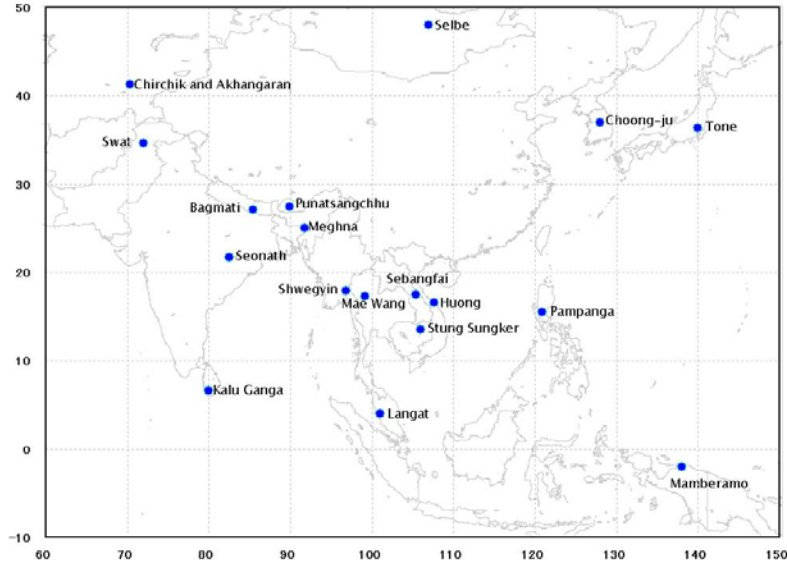 50
Selbe
40
Chirchik and Akhangaran
Choong-ju
Tone
Swat
30
Bagmati
Punatsangchhu
Meghna
Seonath
20
Sebangfai
Shwegyin
Mae Wang
Huong
Pampanga
Stung Sungker
10
Kalu Ganga
Langat
0
Mamberamo
-10
60 70 80 90 100 110 120 130 140 150